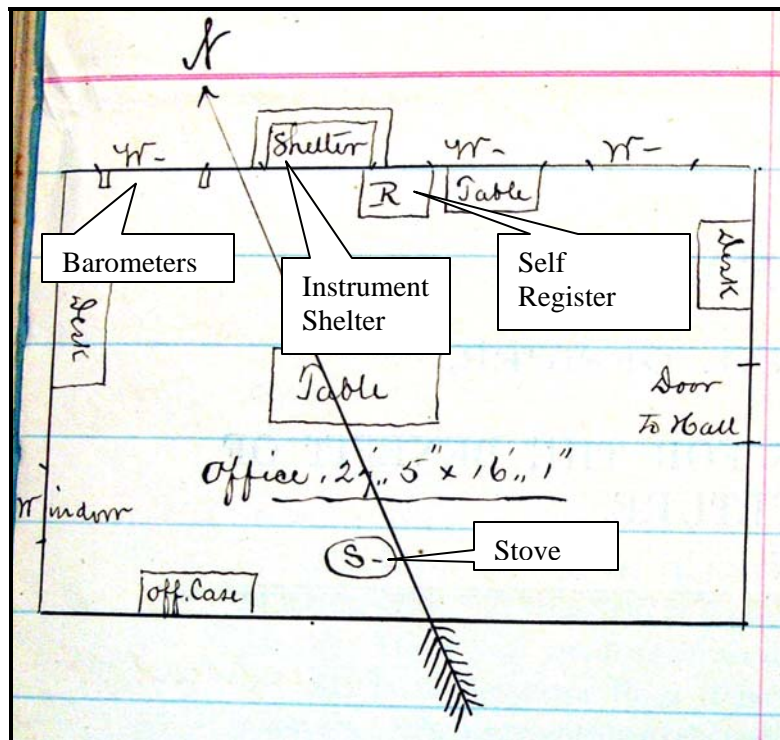 N
W-
Shelter
W-
W-
R
Table
Barometers
Instrument
Shelter
Self
Register
Desk
Desk
Table
Door
To Hall
Office, 27,, 5" x 16,, 1"
Window
S-
Stove
Off. Case